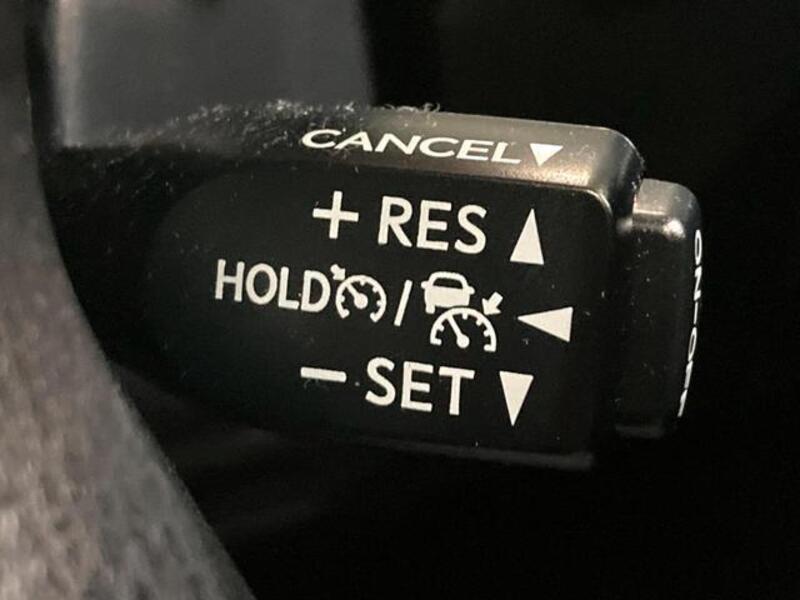 CANCEL▼
+ RES ▲
HOLD / ◀
− SET ▼
ON-OFF